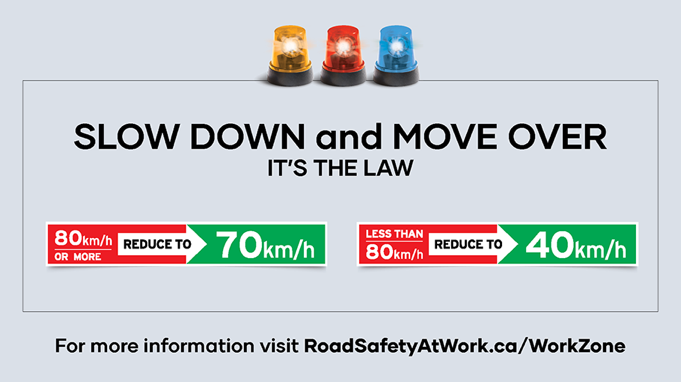 SLOW DOWN and MOVE OVER
IT'S THE LAW
80km/h
OR MORE
REDUCE TO
70km/h
LESS THAN
80km/h
REDUCE TO
40km/h
For more information visit RoadSafetyAtWork.ca/WorkZone